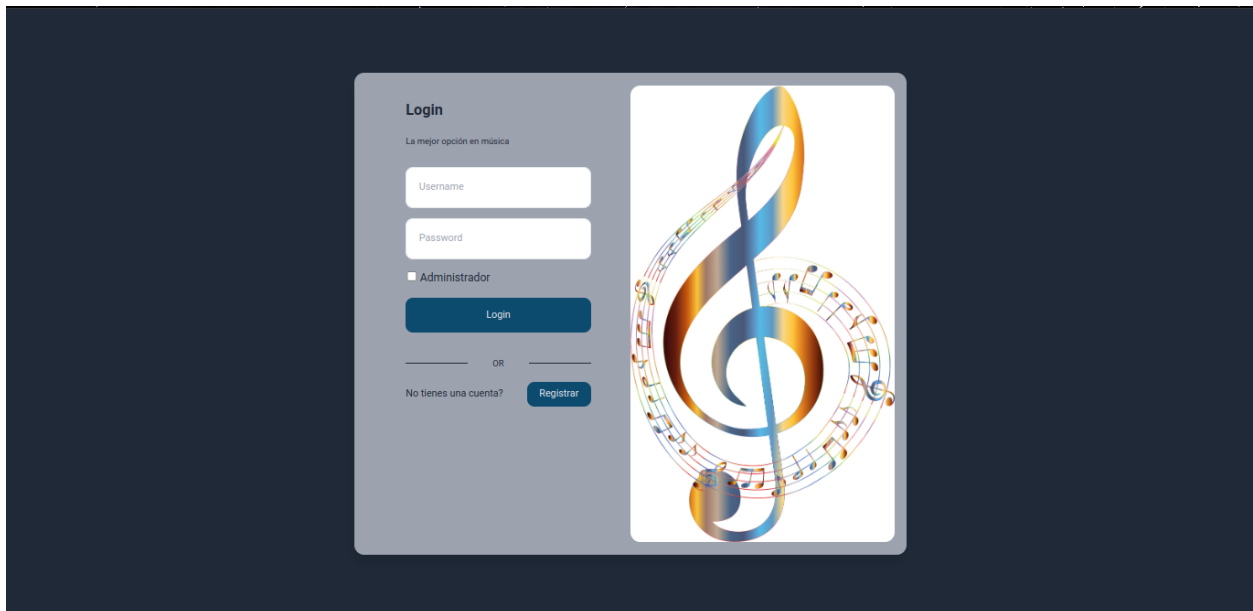 Login
La mejor opción en música
Username
Password
Administrador
Login
OR
No tienes una cuenta? Registrar